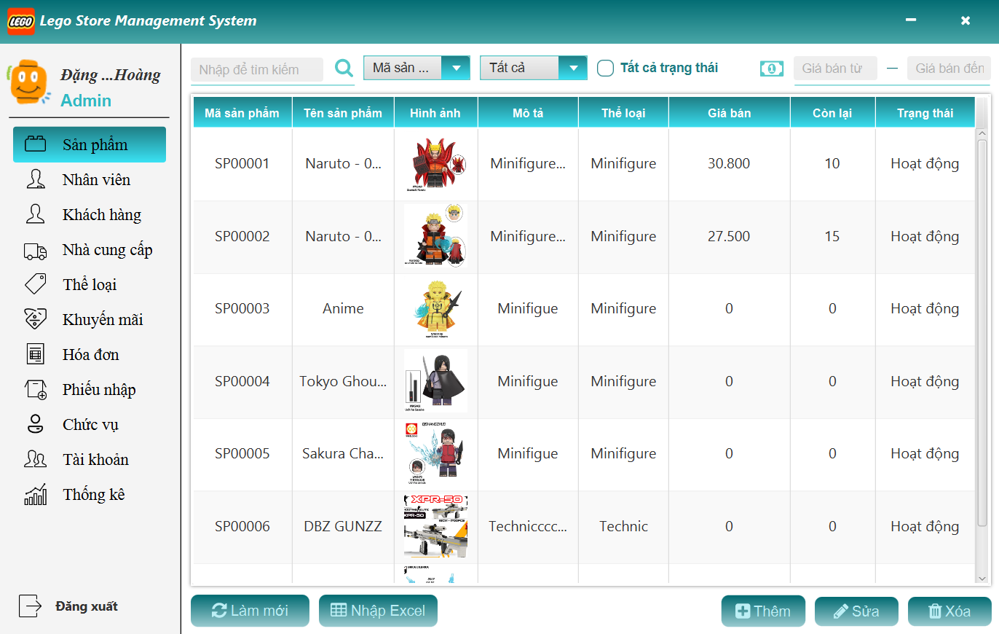 LEGO Lego Store Management System
Đặng ...Hoàng
Admin
Sản phẩm
Nhân viên
Khách hàng
Nhà cung cấp
Thể loại
Khuyến mãi
Hóa đơn
Phiếu nhập
Chức vụ
Tài khoản
Thống kê
Đăng xuất
Nhập để tìm kiếm Mã sản ... Tất cả Tất cả trạng thái Giá bán từ — Giá bán đến
Mã sản phẩm Tên sản phẩm Hình ảnh Mô tả Thể loại Giá bán Còn lại Trạng thái
SP00001 Naruto - 0... Minifigure... Minifigure 30.800 10 Hoạt động
SP00002 Naruto - 0... Minifigure... Minifigure 27.500 15 Hoạt động
SP00003 Anime Minifigue Minifigure 0 0 Hoạt động
SP00004 Tokyo Ghou... Minifigue Minifigure 0 0 Hoạt động
QISHANGZHUO
SP00005 Sakura Cha... Minifigue Minifigure 0 0 Hoạt động
XPR-50
XPR-50
SP00006 DBZ GUNZZ Technicccc... Technic 0 0 Hoạt động
Làm mới Nhập Excel Thêm Sửa Xóa